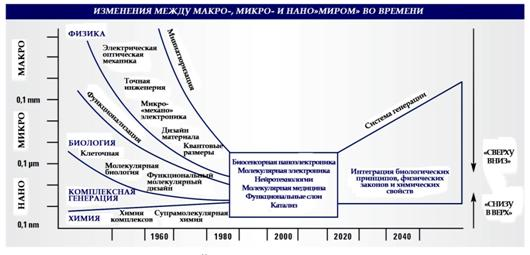 ИЗМЕНЕНИЯ МЕЖДУ МАКРО-, МИКРО- И НАНО»МИРОМ» ВО ВРЕМЕНИ
МАКРО
0,1 mm
МИКРО
0,1 μm
НАНО
0,1 nm
ФИЗИКА
Электрическая
оптическая
механика
Миниатюризация
Точная
инженерия
Микро-
«механо»
электроника
Функционализация
Дизайн
материала
Квантовые
размеры
БИОЛОГИЯ
Клеточная
Молекулярная
биология
Функциональный
молекулярный
дизайн
КОМПЛЕКСНАЯ
ГЕНЕРАЦИЯ
ХИМИЯ
Химия
комплексов
Супрамолекулярная
химия
Биосенсорная наноэлектроника
Молекулярная электроника
Нейротехнологии
Молекулярная медицина
Функциональные слои
Катализ
Система генерации
Интеграция биологических
принципов, физических
законов и химических
свойств
«СВЕРХУ
ВНИЗ»
«СНИЗУ
В ВЕРХ»
1960
1980
2000
2020
2040